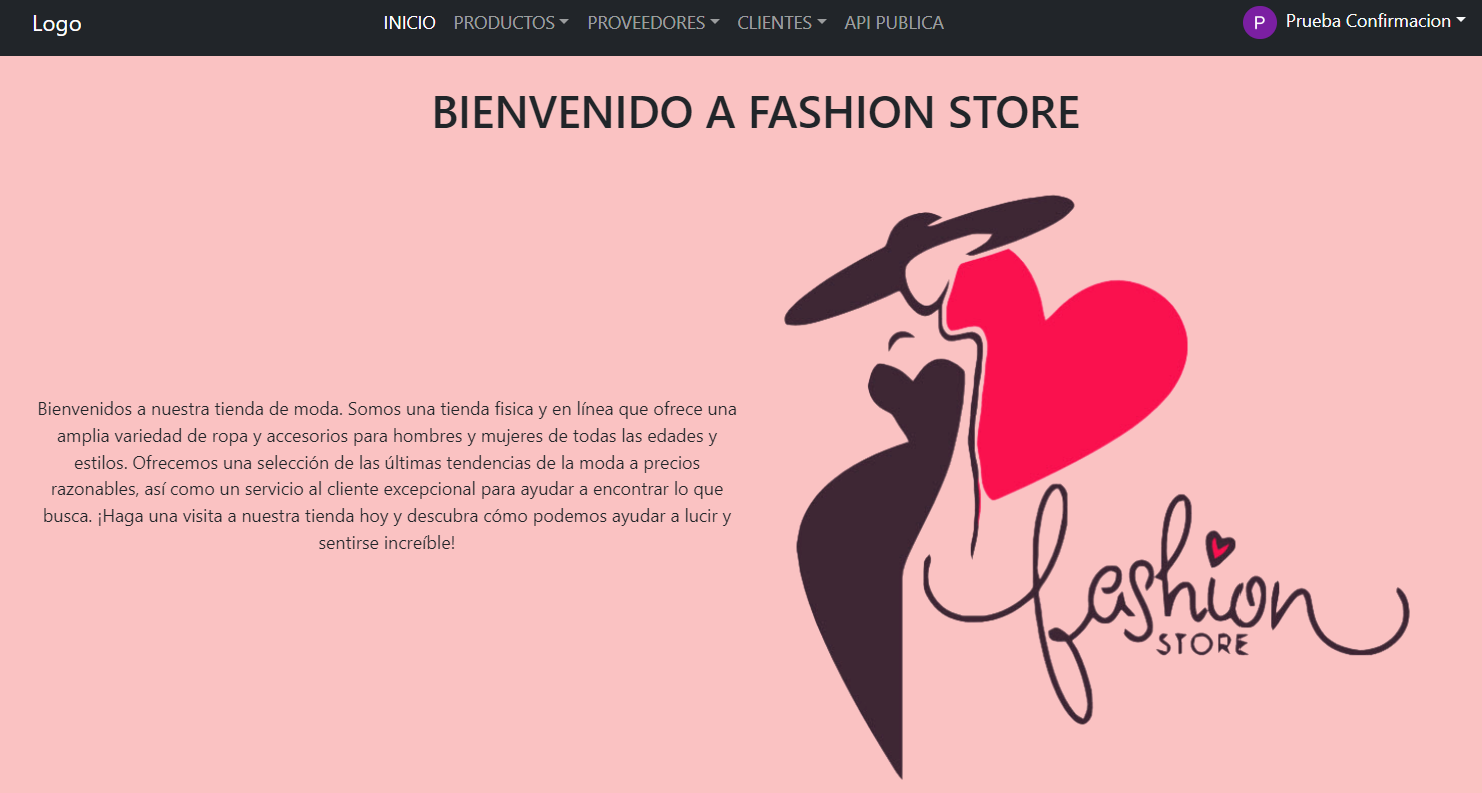 Logo INICIO PRODUCTOS PROVEEDORES CLIENTES API PUBLICA P Prueba Confirmacion
BIENVENIDO A FASHION STORE
Bienvenidos a nuestra tienda de moda. Somos una tienda fisica y en línea que ofrece una
amplia variedad de ropa y accesorios para hombres y mujeres de todas las edades y
estilos. Ofrecemos una selección de las últimas tendencias de la moda a precios
razonables, así como un servicio al cliente excepcional para ayudar a encontrar lo que
busca. ¡Haga una visita a nuestra tienda hoy y descubra cómo podemos ayudar a lucir y
sentirse increíble!
fashion
STORE